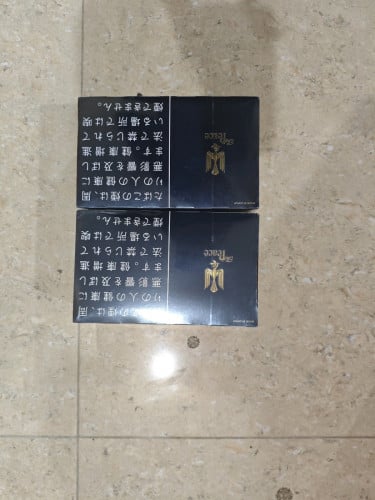 The
Peace
たばこの煙は、周
りの人の健康に
悪影響を及ぼし
ます。健康増進
法で禁じられて
いる場所では喫
煙できません。
The
Peace
たばこの煙は、周
りの人の健康に
悪影響を及ぼし
ます。健康増進
法で禁じられて
いる場所では喫
煙できません。